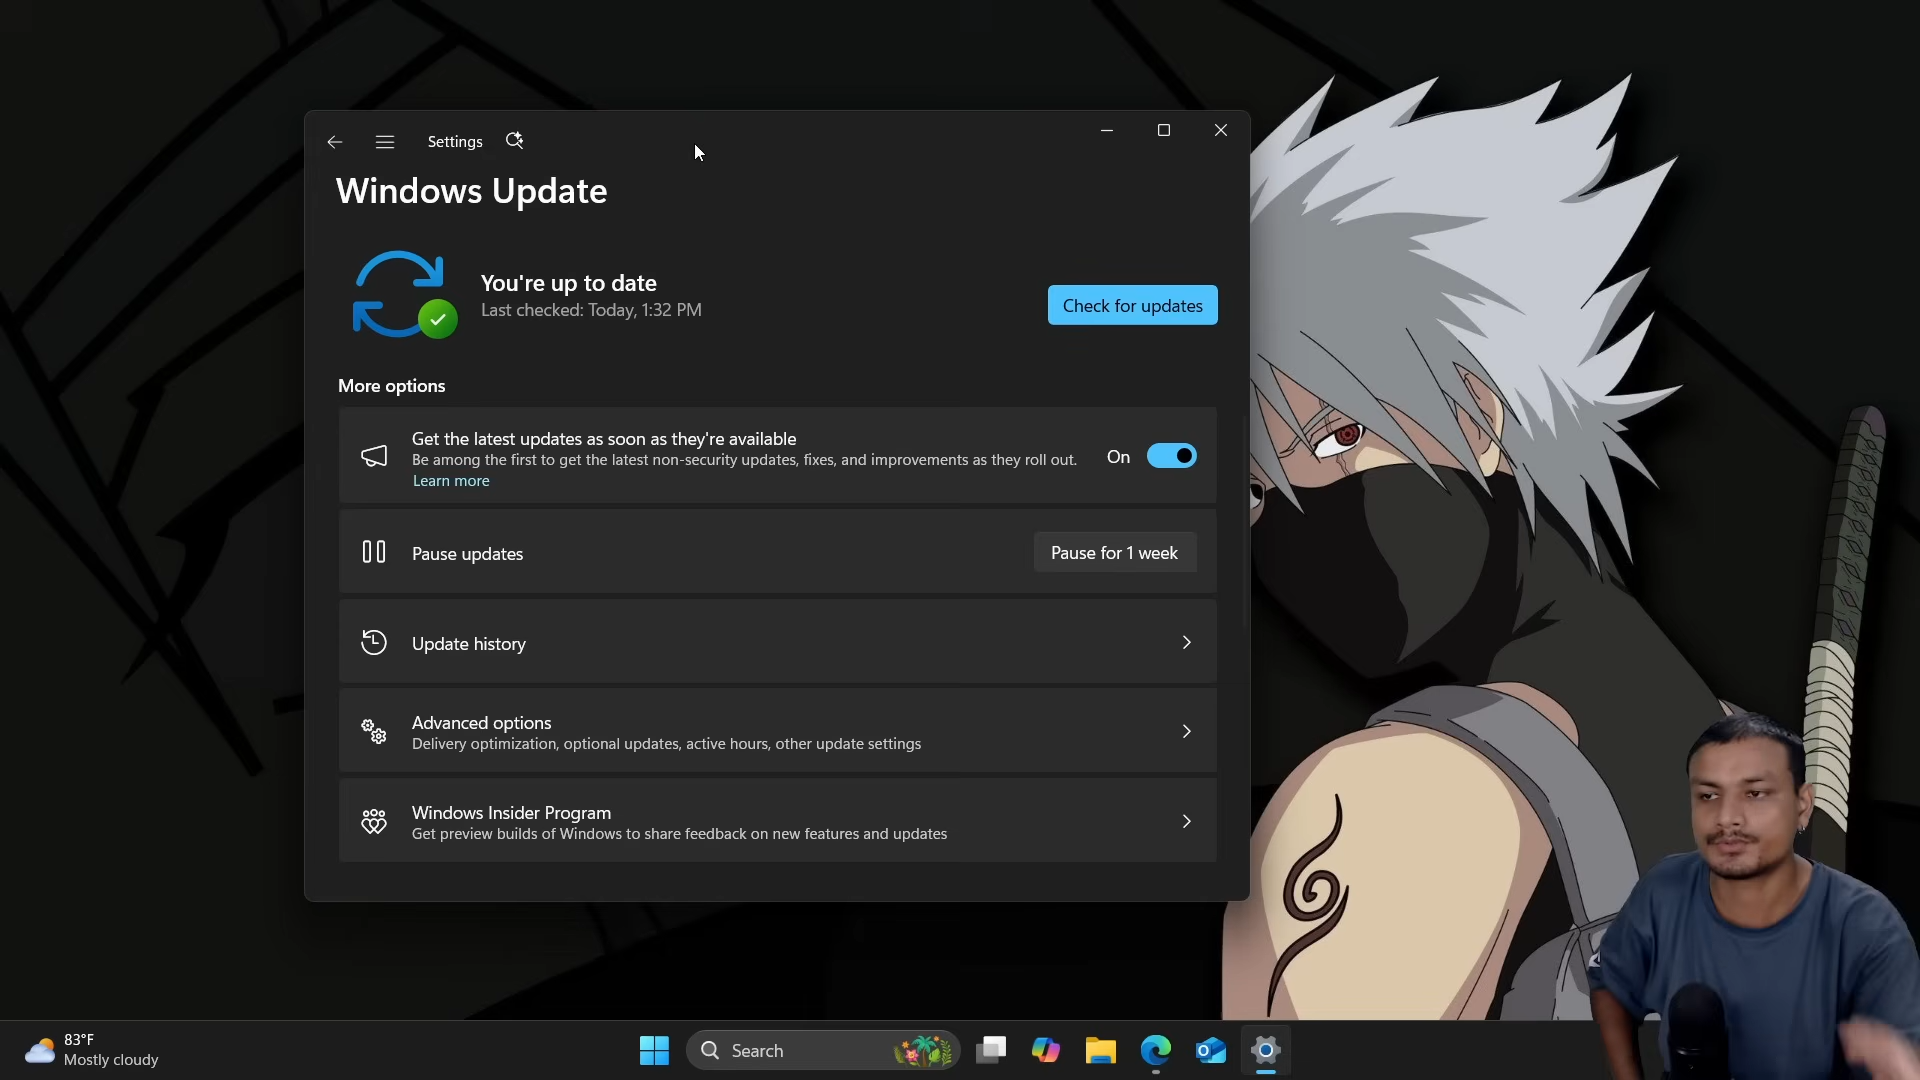 Settings
Windows Update
You're up to date
Last checked: Today, 1:32 PM
Check for updates
More options
Get the latest updates as soon as they're available
Be among the first to get the latest non-security updates, fixes, and improvements as they roll out.
Learn more
On
Pause updates
Pause for 1 week
Update history
Advanced options
Delivery optimization, optional updates, active hours, other update settings
Windows Insider Program
Get preview builds of Windows to share feedback on new features and updates
83°F
Mostly cloudy
Search